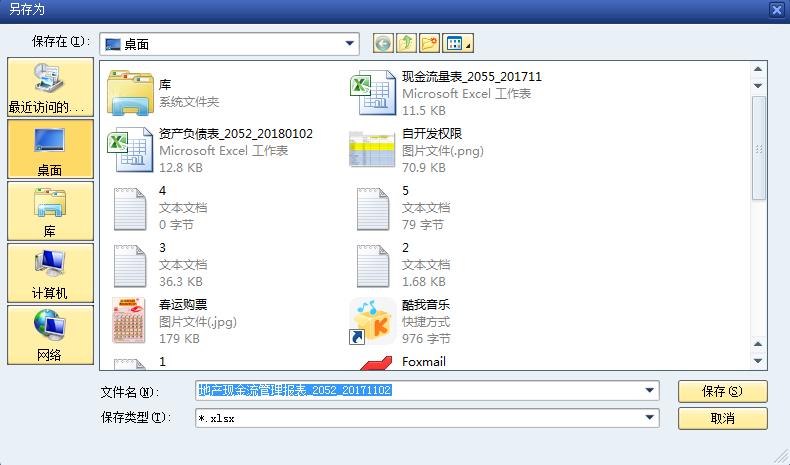 另存为
保存在(I):
桌面
最近访问的...
桌面
库
计算机
网络
库
系统文件夹
现金流量表_2055_201711
Microsoft Excel 工作表
11.5 KB
资产负债表_2052_20180102
Microsoft Excel 工作表
12.8 KB
自开发权限
图片文件(.png)
70.9 KB
4
文本文档
0 字节
5
文本文档
79 字节
3
文本文档
36.3 KB
2
文本文档
1.68 KB
春运购票
图片文件(.jpg)
179 KB
酷我音乐
快捷方式
976 字节
1
Foxmail
文件名(N):
地产现金流管理报表_2052_20171102
保存(S)
保存类型(T):
*.xlsx
取消